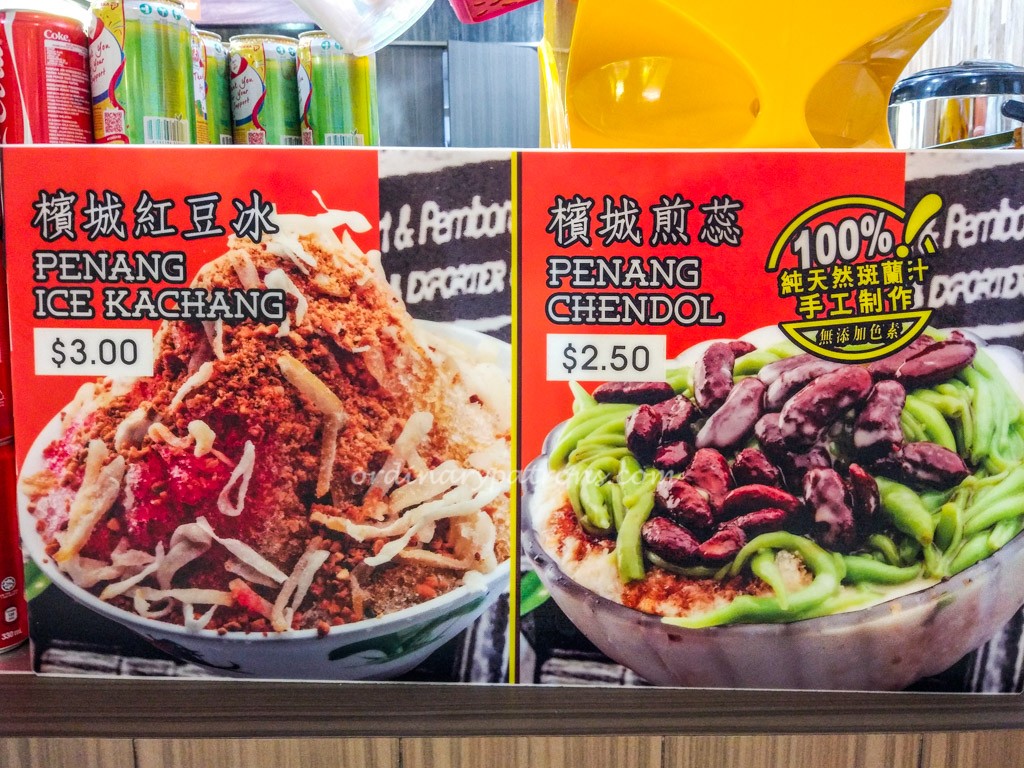 Coke.
檳城紅豆冰
PENANG
ICE KACHANG
$3.00
檳城煎蕊
PENANG
CHENDOL
$2.50
100%!
純天然斑蘭汁
手工制作
無添加色素
ordinarypatrons.com